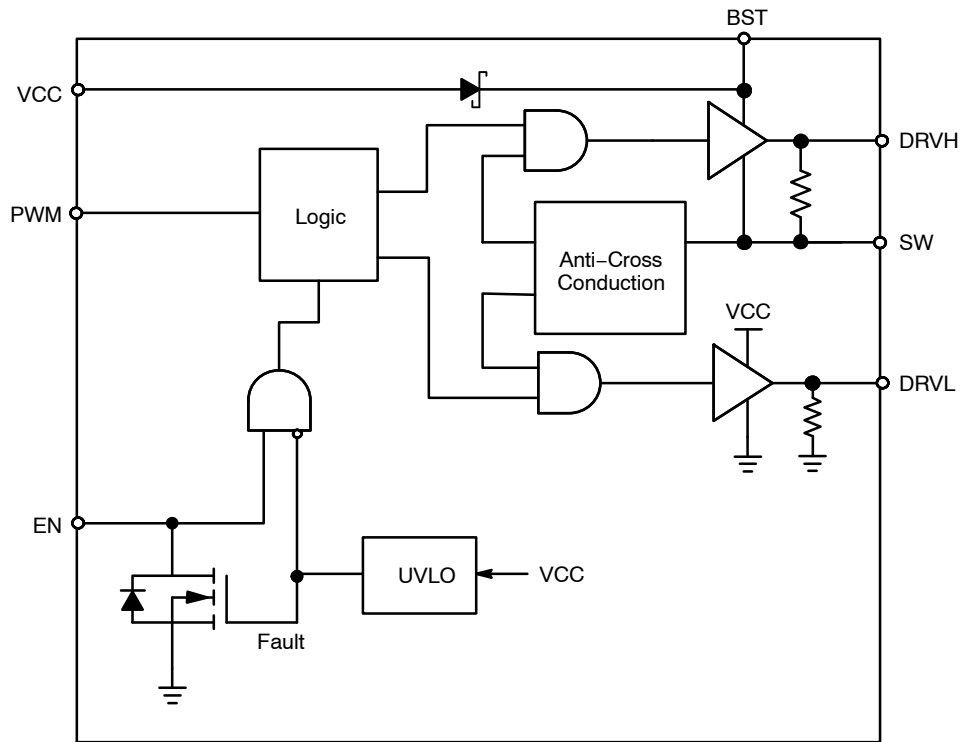 BST
VCC
DRVH
PWM
Logic
SW
Anti−Cross
Conduction
VCC
DRVL
EN
UVLO
VCC
Fault